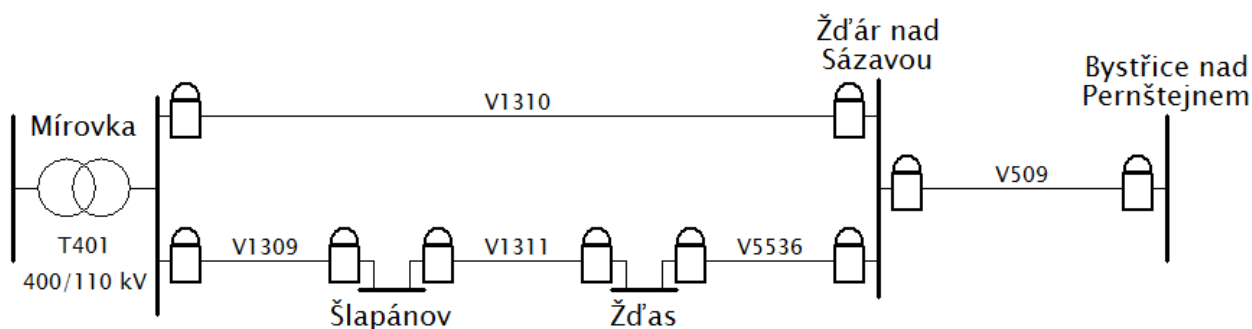 Mírovka
T401
400/110 kV
V1310
V1309
Šlapánov
V1311
Žďas
V5536
Žďár nad
Sázavou
V509
Bystřice nad
Pernštejnem